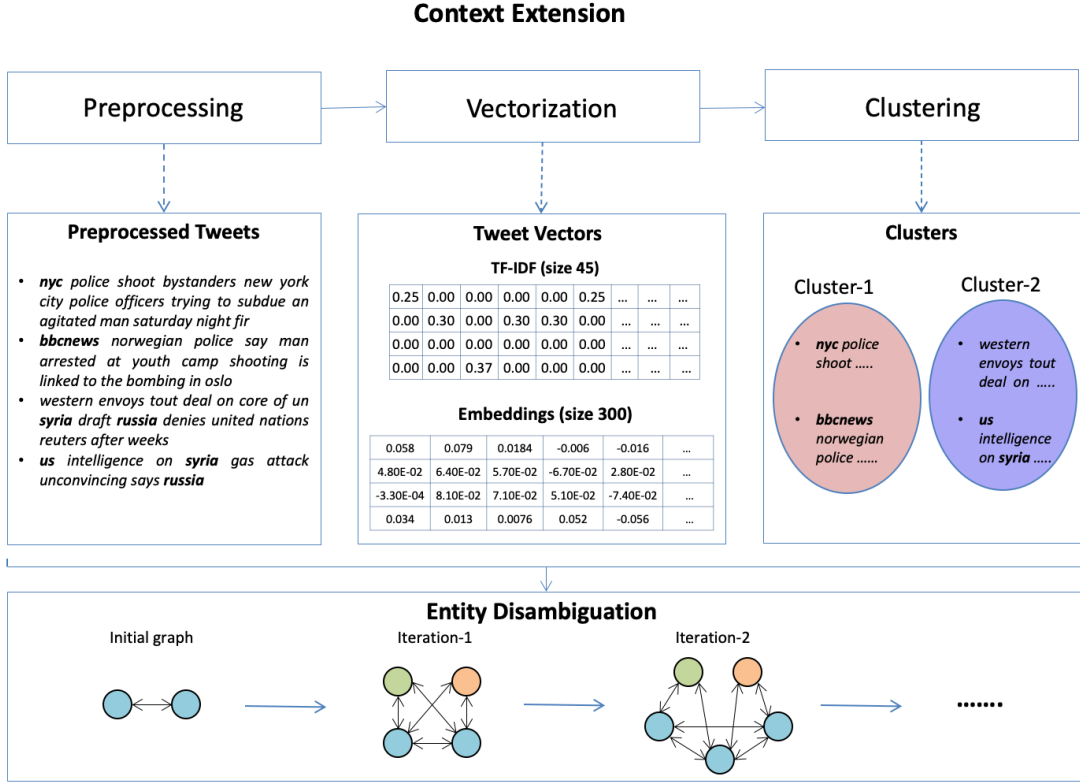 Context Extension
Preprocessing
Vectorization
Clustering
Preprocessed Tweets
• nyc police shoot bystanders new york
city police officers trying to subdue an
agitated man saturday night fir
• bbcnews norwegian police say man
arrested at youth camp shooting is
linked to the bombing in oslo
• western envoys tout deal on core of un
syria draft russia denies united nations
reuters after weeks
• us intelligence on syria gas attack
unconvincing says russia
Tweet Vectors
TF-IDF (size 45)
0.25 0.00 0.00 0.00 0.00 0.25 ... ... ...
0.00 0.30 0.00 0.30 0.30 0.00 ... ... ...
0.00 0.00 0.00 0.00 0.00 0.00 ... ... ...
0.00 0.00 0.37 0.00 0.00 0.00 ... ... ...
Embeddings (size 300)
0.058 0.079 0.0184 -0.006 -0.016 ...
4.80E-02 6.40E-02 5.70E-02 -6.70E-02 2.80E-02 ...
-3.30E-04 8.10E-02 7.10E-02 5.10E-02 -7.40E-02 ...
0.034 0.013 0.0076 0.052 -0.056 ...
Clusters
Cluster-1
• nyc police
shoot .....
• bbcnews
norwegian
police ......
Cluster-2
• western
envoys tout
deal on .....
• us
intelligence
on syria .....
Entity Disambiguation
Initial graph
Iteration-1
Iteration-2
.......